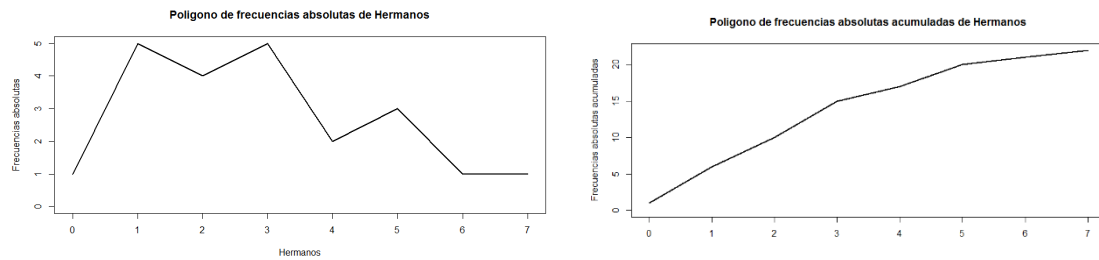 Poligono de frecuencias absolutas de Hermanos
Frecuencias absolutas
5
4
3
2
1
0
0 1 2 3 4 5 6 7
Hermanos
Poligono de frecuencias absolutas acumuladas de Hermanos
Frecuencias absolutas acumuladas
20
15
10
5
0
0 1 2 3 4 5 6 7